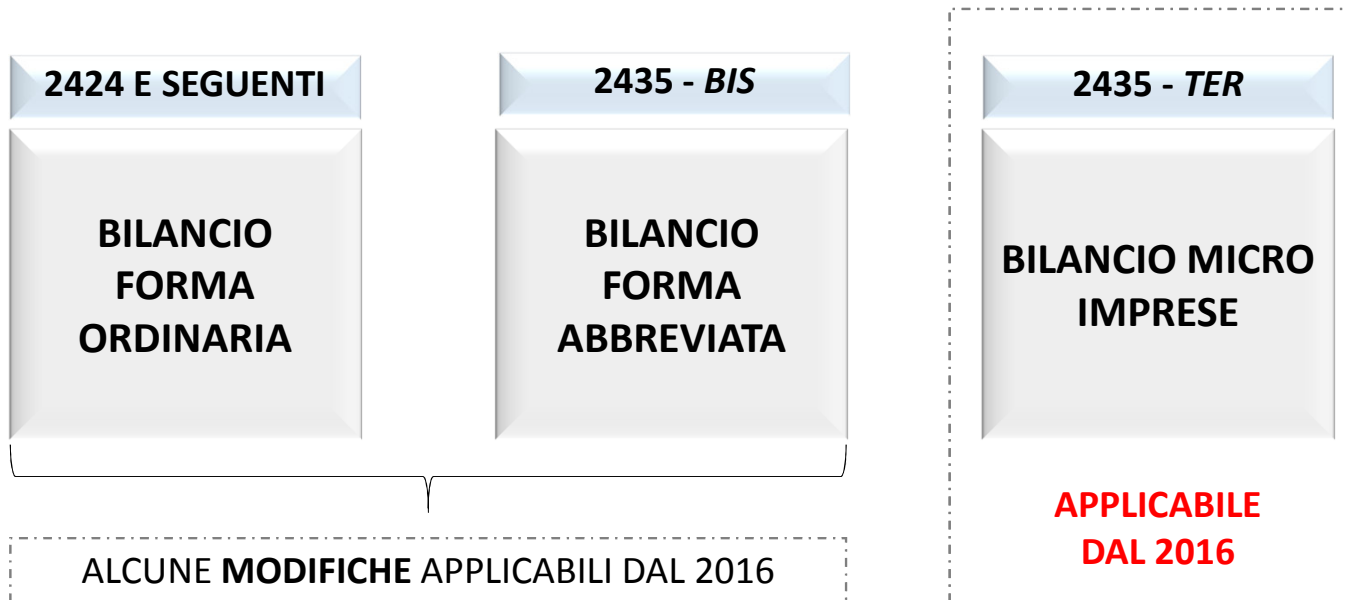 2424 E SEGUENTI
BILANCIO
FORMA
ORDINARIA
2435 - BIS
BILANCIO
FORMA
ABBREVIATA
ALCUNE MODIFICHE APPLICABILI DAL 2016
2435 - TER
BILANCIO MICRO
IMPRESE
APPLICABILE
DAL 2016